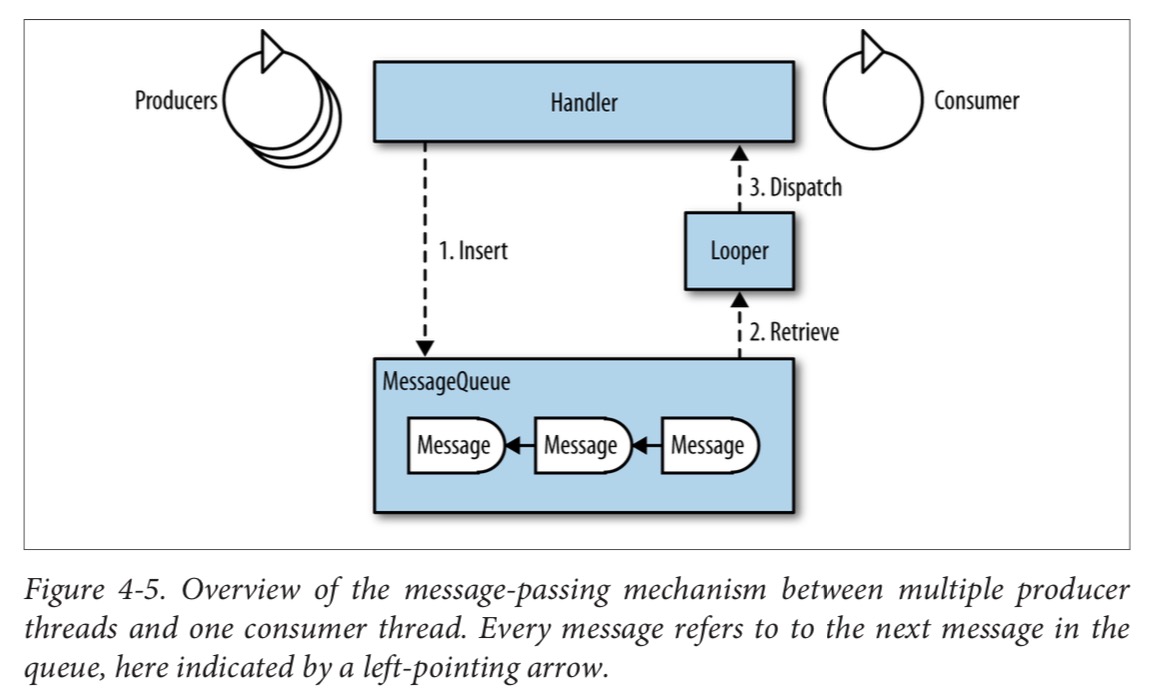 Producers
Handler
Consumer
3. Dispatch
1. Insert
Looper
2. Retrieve
MessageQueue
Message
Message
Message
Figure 4-5. Overview of the message-passing mechanism between multiple producer
threads and one consumer thread. Every message refers to to the next message in the
queue, here indicated by a left-pointing arrow.